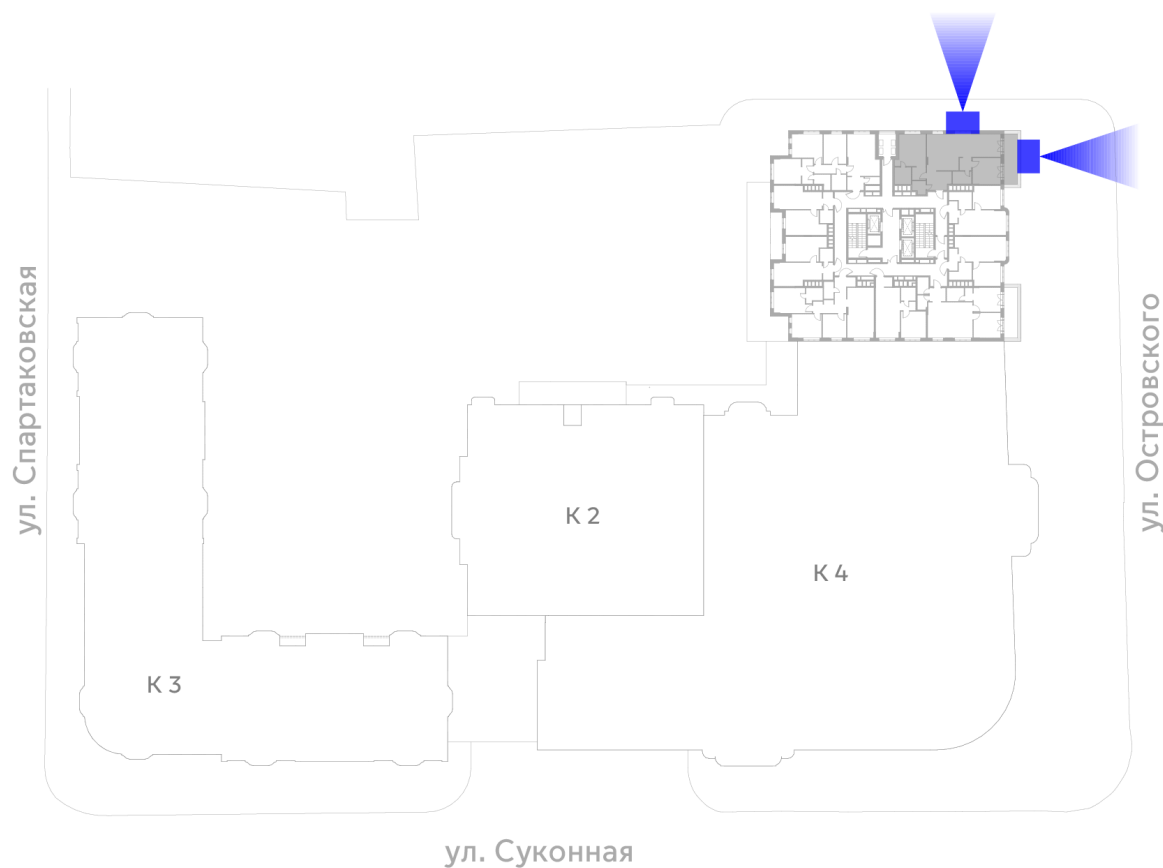 ул. Спартаковская
ул. Островского
К 2
К 4
К 3
ул. Суконная